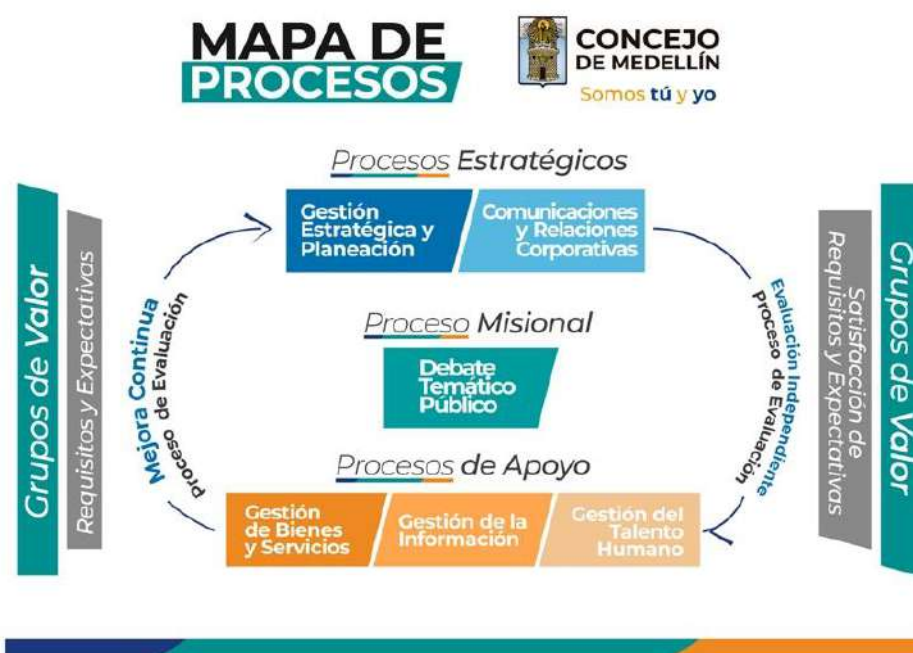 MAPA DE
PROCESOS
CONCEJO
DE MEDELLÍN
Somos tú y yo
Procesos Estratégicos
Gestión
Estratégica y
Planeación
Comunicaciones
y Relaciones
Corporativas
Grupos de Valor
Requisitos y Expectativas
Mejora Continua
Proceso de Evaluación
Proceso Misional
Debate
Temático
Público
Evaluación Independiente
Proceso de Evaluación
Satisfacción de
Requisitos y Expectativas
Grupos de Valor
Procesos de Apoyo
Gestión
de Bienes
y Servicios
Gestión de la
Información
Gestión del
Talento
Humano